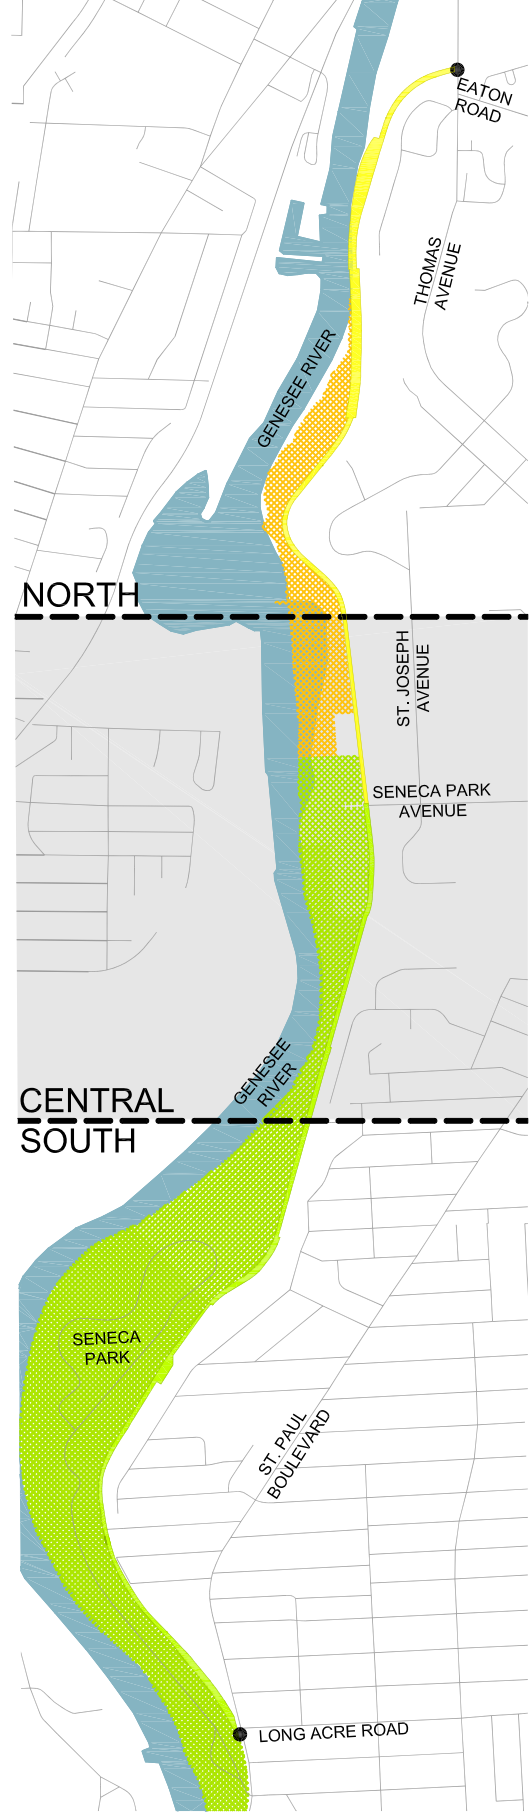 EATON
ROAD
THOMAS
AVENUE
GENESEE RIVER
NORTH
ST. JOSEPH
AVENUE
SENECA PARK
AVENUE
GENESEE
RIVER
CENTRAL
SOUTH
SENECA
PARK
ST. PAUL
BOULEVARD
LONG ACRE ROAD